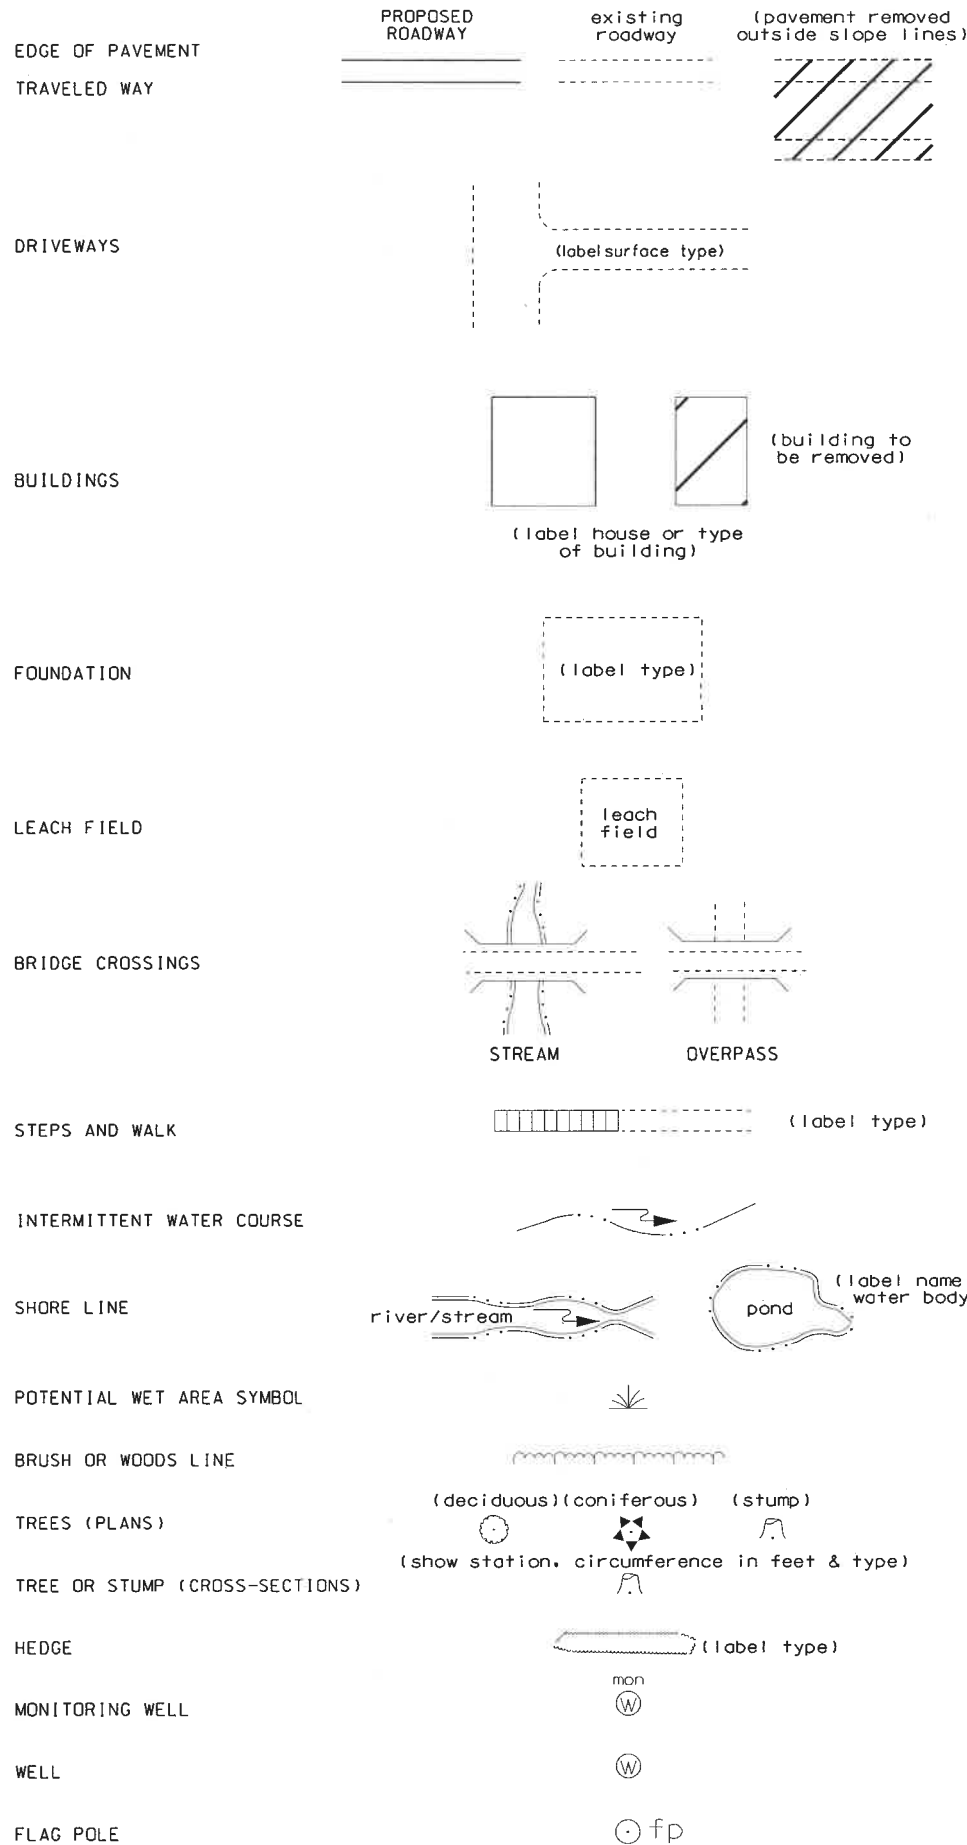 PROPOSED
ROADWAY
existing
roadway
(pavement removed
outside slope lines)
EDGE OF PAVEMENT
TRAVELED WAY
DRIVEWAYS
(label surface type)
BUILDINGS
(building to
be removed)
(label house or type
of building)
FOUNDATION
(label type)
LEACH FIELD
leach
field
BRIDGE CROSSINGS
STREAM
OVERPASS
STEPS AND WALK
(label type)
INTERMITTENT WATER COURSE
SHORE LINE
river/stream
pond
(label name
water body
POTENTIAL WET AREA SYMBOL
BRUSH OR WOODS LINE
(deciduous) (coniferous) (stump)
TREES (PLANS)
(show station, circumference in feet & type)
TREE OR STUMP (CROSS-SECTIONS)
HEDGE
(label type)
mon
MONITORING WELL
W
WELL
W
FLAG POLE
fp